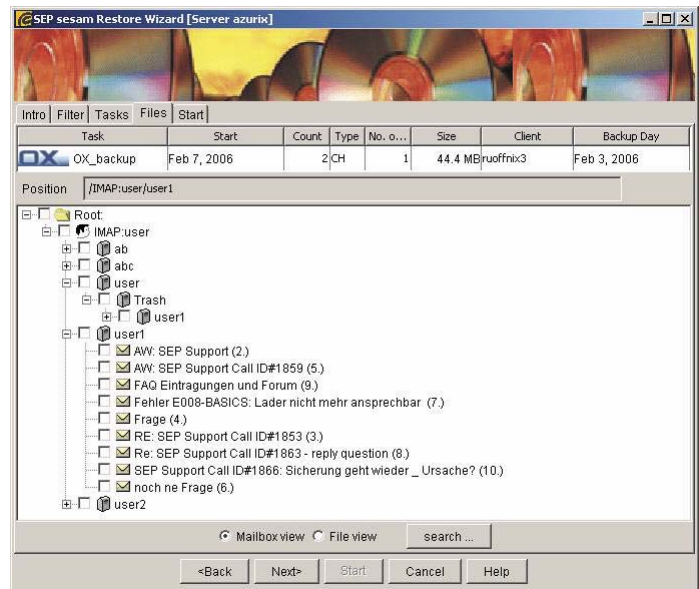 SEP sesam Restore Wizard [Server azurix]
Intro Filter Tasks Files Start
Task Start Count Type No. o... Size Client Backup Day
OX OX_backup Feb 7, 2006 2 CH 1 44.4 MB ruoffnix3 Feb 3, 2006
Position /IMAP:user/user1
Root:
IMAP:user
ab
abc
user
Trash
user1
user1
AW: SEP Support (2.)
AW: SEP Support Call ID#1859 (5.)
FAQ Eintragungen und Forum (9.)
Fehler E008-BASICS: Lader nicht mehr ansprechbar (7.)
Frage (4.)
RE: SEP Support Call ID#1853 (3.)
Re: SEP Support Call ID#1863 - reply question (8.)
SEP Support Call ID#1866: Sicherung geht wieder _ Ursache? (10.)
noch ne Frage (6.)
user2
Mailbox view File view search ...
<Back Next> Start Cancel Help